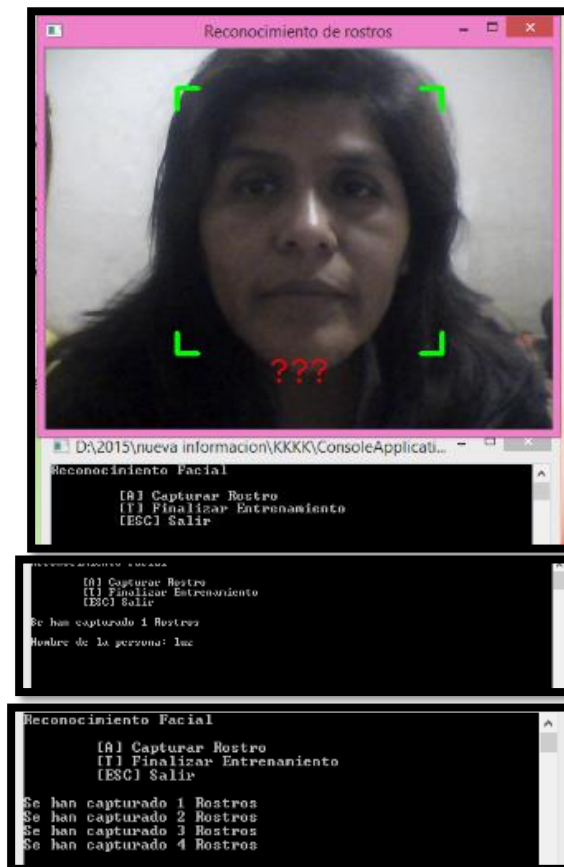 Reconocimiento de rostros
???
D:\2015\nueva informacion\KKKK\ConsoleApplicati...
Reconocimiento Facial
[A] Capturar Rostro
[T] Finalizar Entrenamiento
[ESC] Salir
Reconocimiento Facial
[A] Capturar Rostro
[T] Finalizar Entrenamiento
[ESC] Salir
Se han capturado 1 Rostros
Nombre de la persona: luz
Reconocimiento Facial
[A] Capturar Rostro
[T] Finalizar Entrenamiento
[ESC] Salir
Se han capturado 1 Rostros
Se han capturado 2 Rostros
Se han capturado 3 Rostros
Se han capturado 4 Rostros